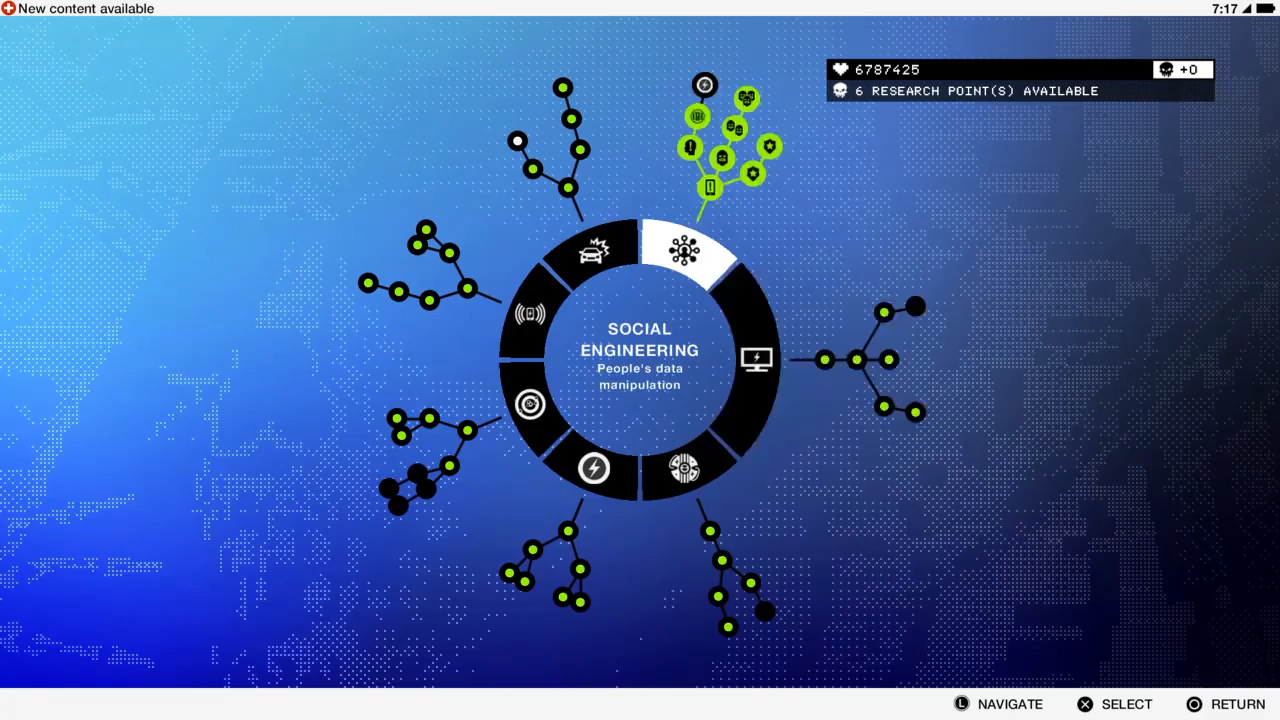 New content available
7:17
6787425
+0
6 RESEARCH POINT(S) AVAILABLE
SOCIAL
ENGINEERING
People's data
manipulation
L NAVIGATE
SELECT
RETURN